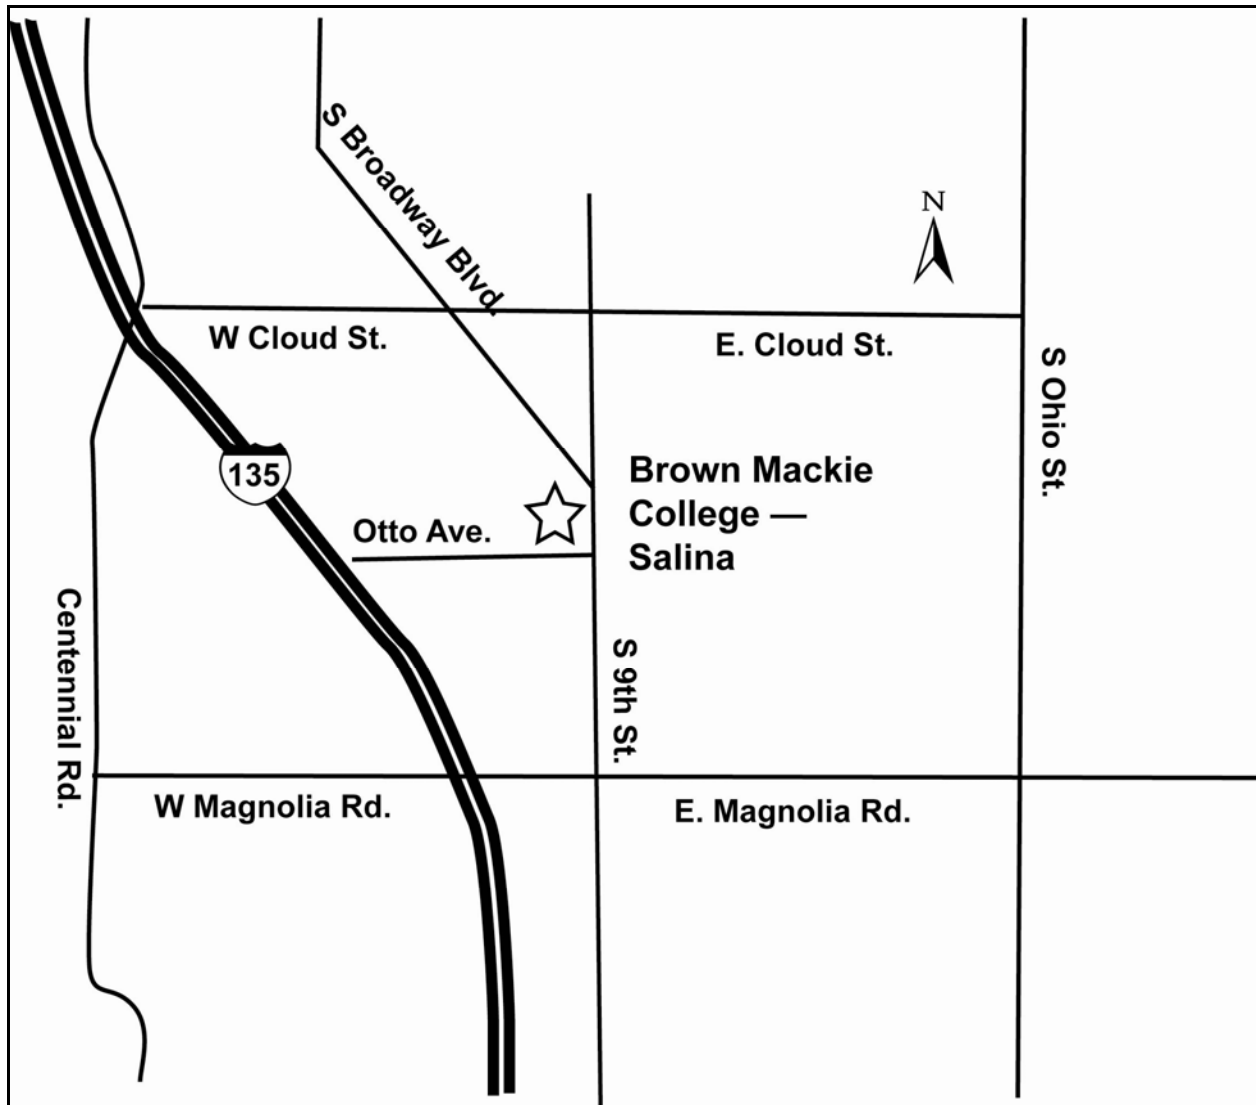 S Broadway Blvd.
N
W Cloud St.
E. Cloud St.
S Ohio St.
135
Brown Mackie
College —
Salina
Otto Ave.
Centennial Rd.
S 9th St.
W Magnolia Rd.
E. Magnolia Rd.